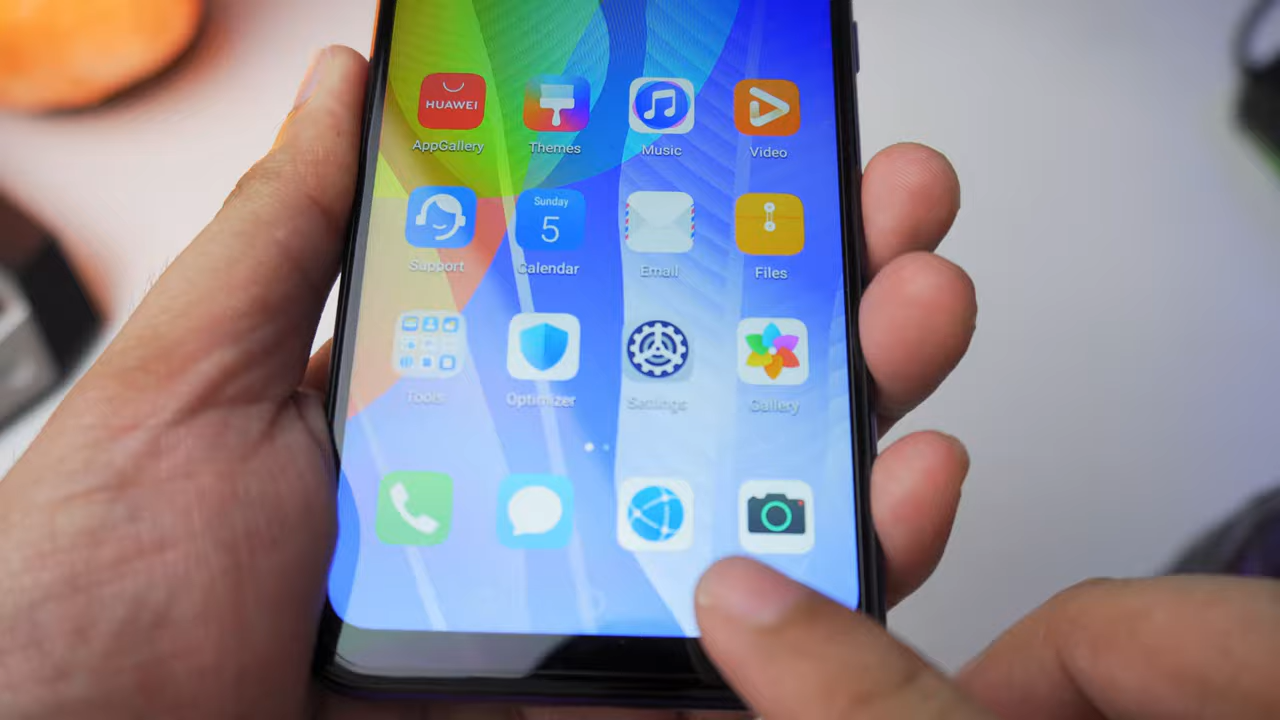 HUAWEI
AppGallery
Themes
Music
Video
Sunday
5
Support
Calendar
Email
Files
Tools
Optimizer
Settings
Gallery